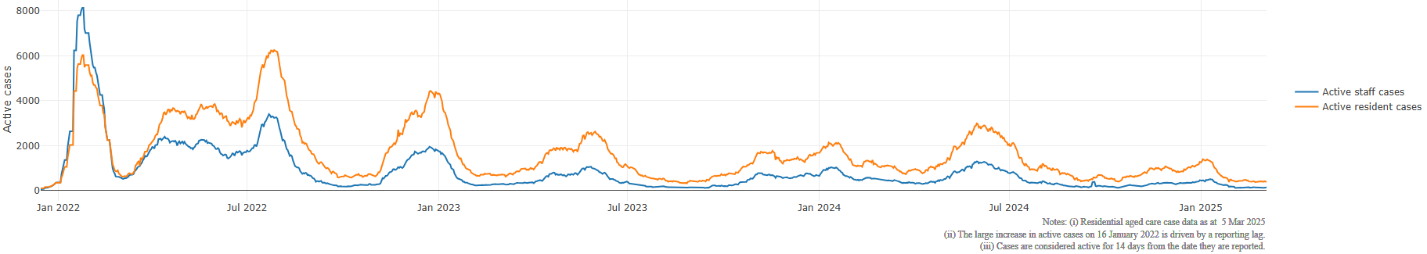 8000
6000
4000
2000
0
Active cases
Jan 2022
Jul 2022
Jan 2023
Jul 2023
Jan 2024
Jul 2024
Jan 2025
Active staff cases
Active resident cases
Notes: (i) Residential aged care case data as at 5 Mar 2025
(ii) The large increase in active cases on 16 January 2022 is driven by a reporting lag.
(iii) Cases are considered active for 14 days from the date they are reported.